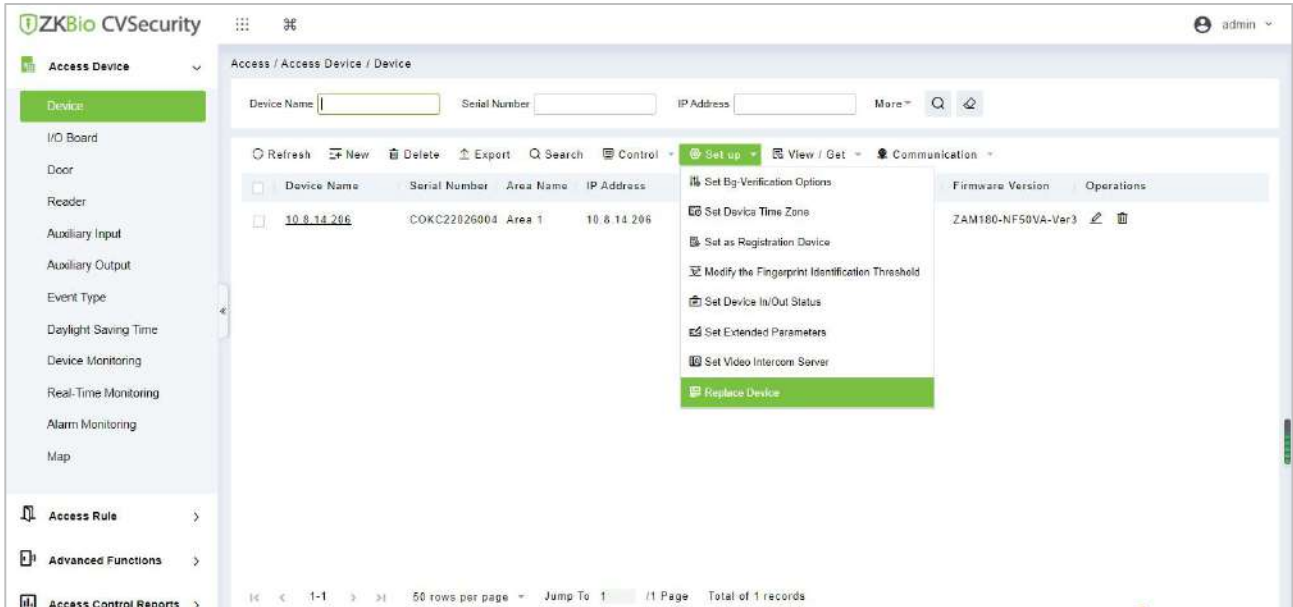 ZKBio CVSecurity
admin
Access Device
Device
I/O Board
Door
Reader
Auxiliary Input
Auxiliary Output
Event Type
Daylight Saving Time
Device Monitoring
Real-Time Monitoring
Alarm Monitoring
Map
Access Rule
Advanced Functions
Access Control Reports
Access / Access Device / Device
Device Name Serial Number IP Address More
Refresh New Delete Export Search Control Set up View / Get Communication
Device Name Serial Number Area Name IP Address Firmware Version Operations
10.8.14.206 COKC22026004 Area 1 10.8.14.206 ZAM180-NF50VA-Ver3
Set Bg-Verification Options
Set Device Time Zone
Set as Registration Device
Modify the Fingerprint Identification Threshold
Set Device In/Out Status
Set Extended Parameters
Set Video Intercom Server
Replace Device
1-1 50 rows per page Jump To 1 /1 Page Total of 1 records